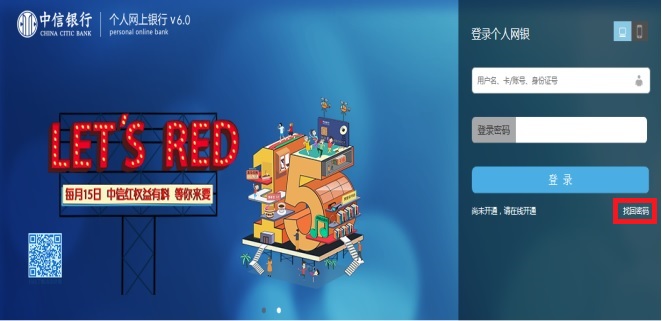 中信银行 个人网上银行 v 6.0
CHINA CITIC BANK personal online bank
LET'S RED
每月15日 中信红权益有料 等你来要
15
登录个人网银
用户名、卡/账号、身份证号
登录密码
登 录
尚未开通，请在线开通
找回密码